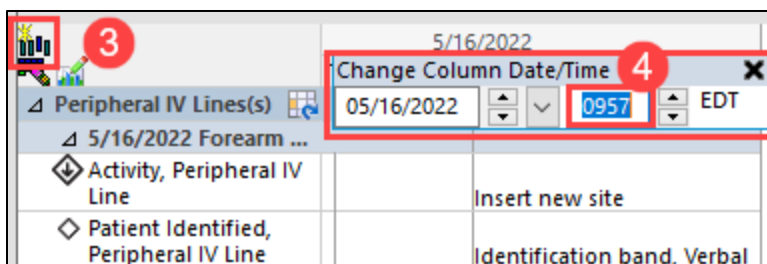 3
5/16/2022
Change Column Date/Time
4
05/16/2022 0957 EDT
Peripheral IV Lines(s)
5/16/2022 Forearm ...
Activity, Peripheral IV
Line
Insert new site
Patient Identified,
Peripheral IV Line
Identification band, Verbal